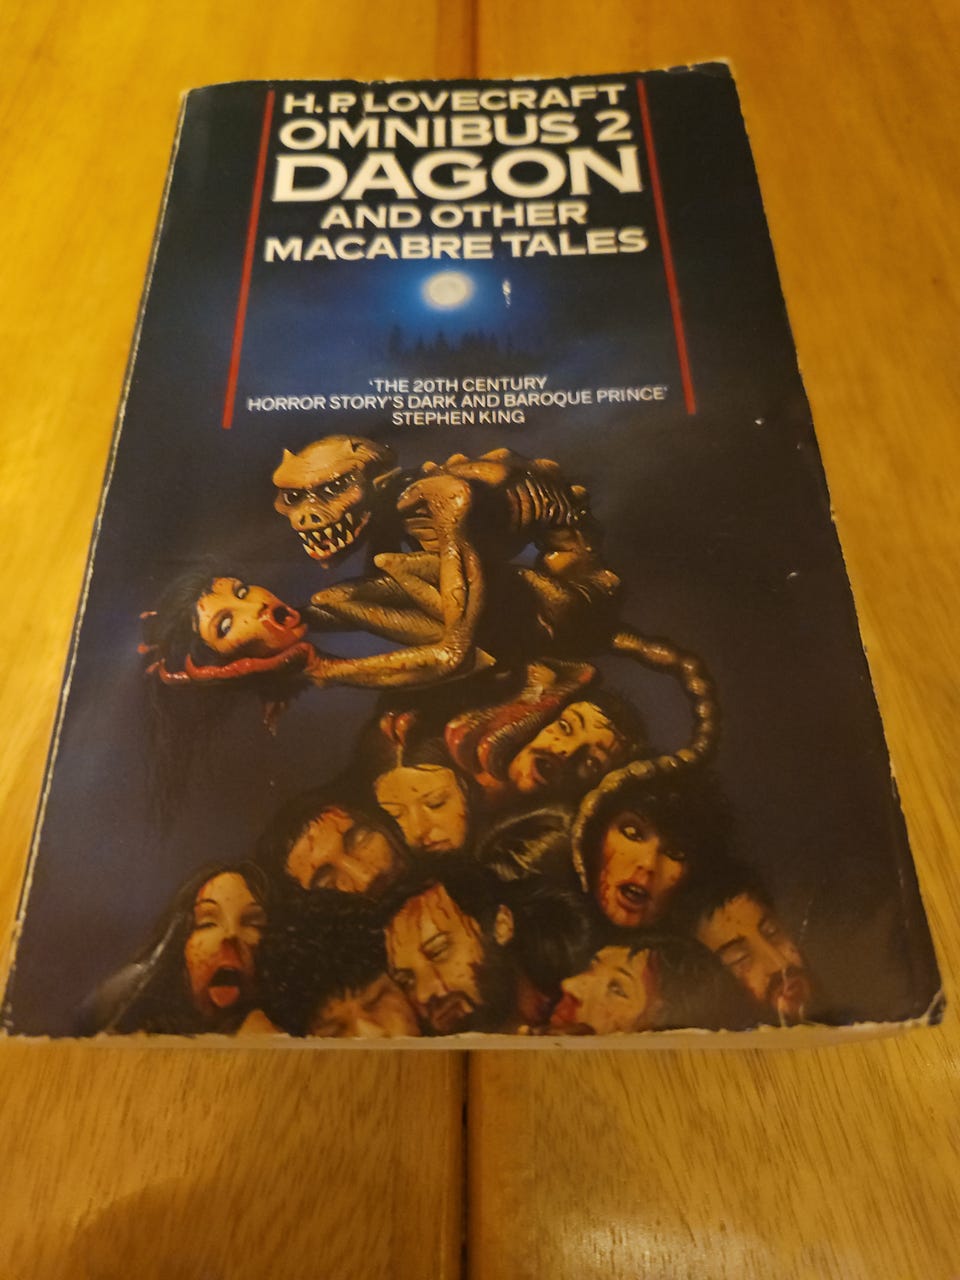 H.P. LOVECRAFT
OMNIBUS 2
DAGON
AND OTHER
MACABRE TALES
'THE 20TH CENTURY
HORROR STORY'S DARK AND BAROQUE PRINCE'
STEPHEN KING